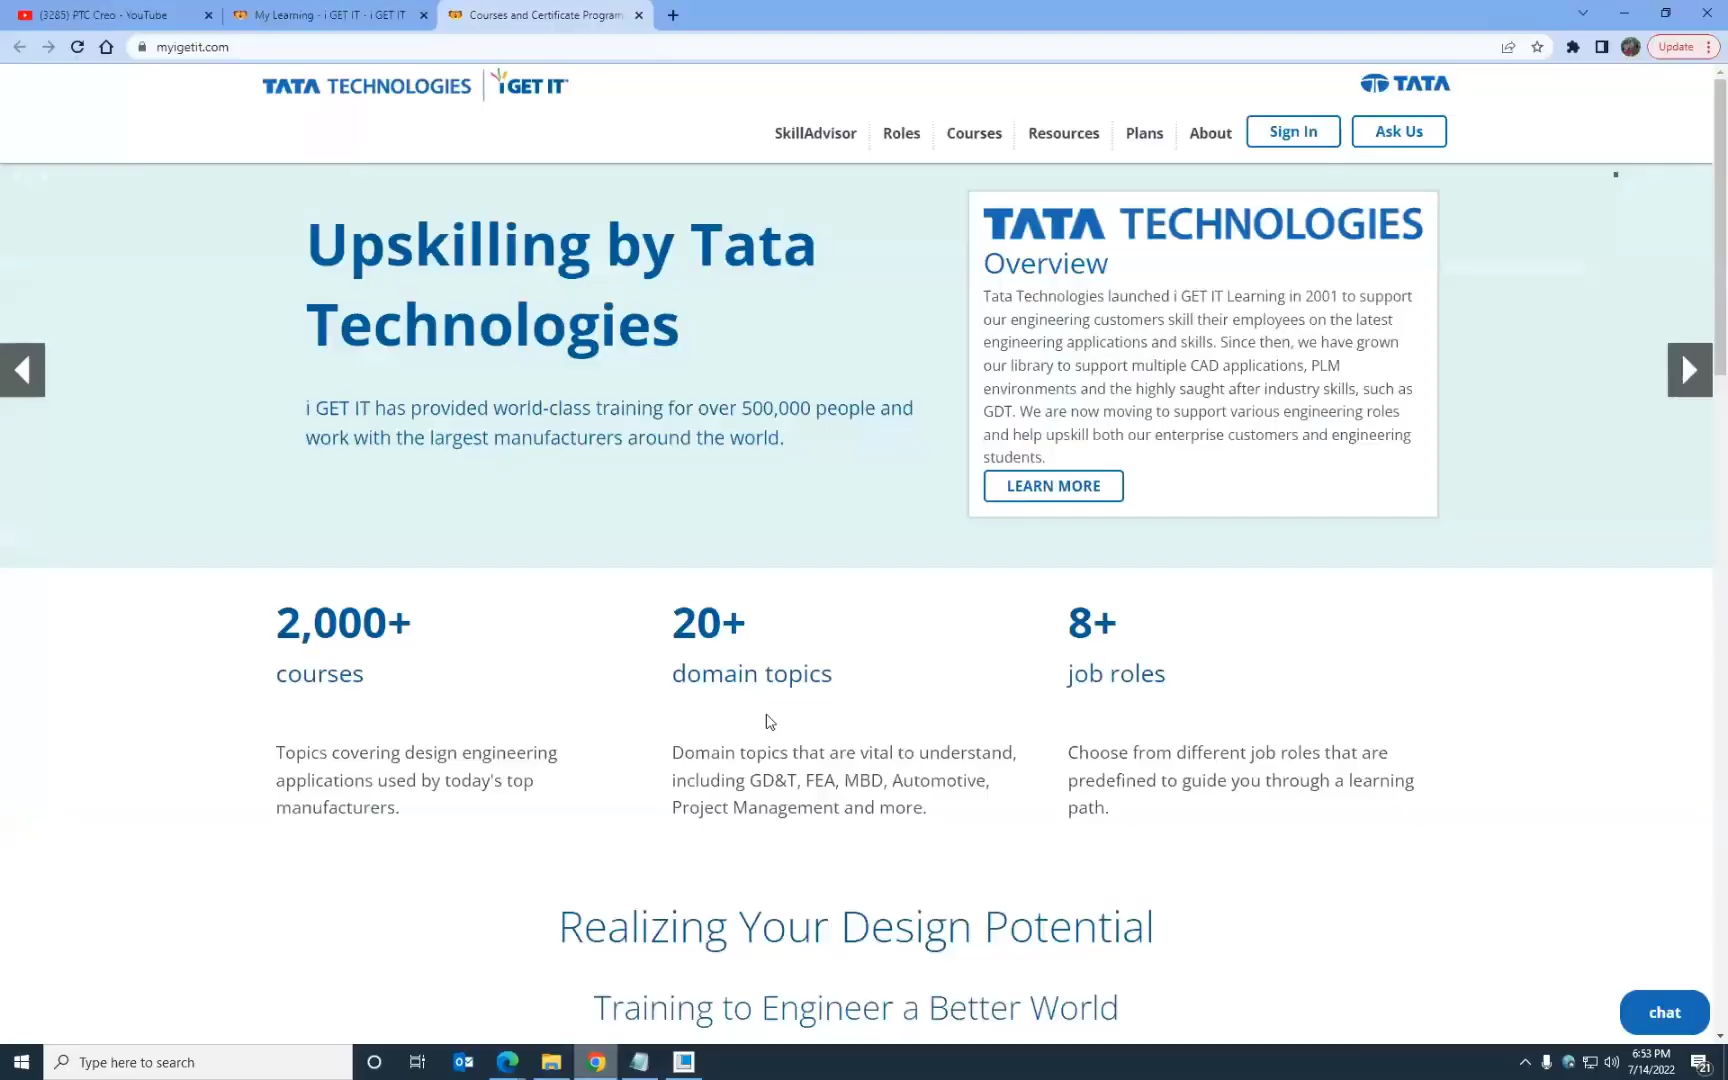 (3285) PTC Creo - YouTube
My Learning - i GET IT - i GET IT
Courses and Certificate Program
myigetit.com
Update
TATA TECHNOLOGIES
iGET IT
TATA
SkillAdvisor
Roles
Courses
Resources
Plans
About
Sign In
Ask Us
Upskilling by Tata
Technologies
i GET IT has provided world-class training for over 500,000 people and
work with the largest manufacturers around the world.
TATA TECHNOLOGIES
Overview
Tata Technologies launched i GET IT Learning in 2001 to support
our engineering customers skill their employees on the latest
engineering applications and skills. Since then, we have grown
our library to support multiple CAD applications, PLM
environments and the highly saught after industry skills, such as
GDT. We are now moving to support various engineering roles
and help upskill both our enterprise customers and engineering
students.
LEARN MORE
2,000+
courses
Topics covering design engineering
applications used by today's top
manufacturers.
20+
domain topics
Domain topics that are vital to understand,
including GD&T, FEA, MBD, Automotive,
Project Management and more.
8+
job roles
Choose from different job roles that are
predefined to guide you through a learning
path.
Realizing Your Design Potential
Training to Engineer a Better World
chat
Type here to search
6:53 PM
7/14/2022
21